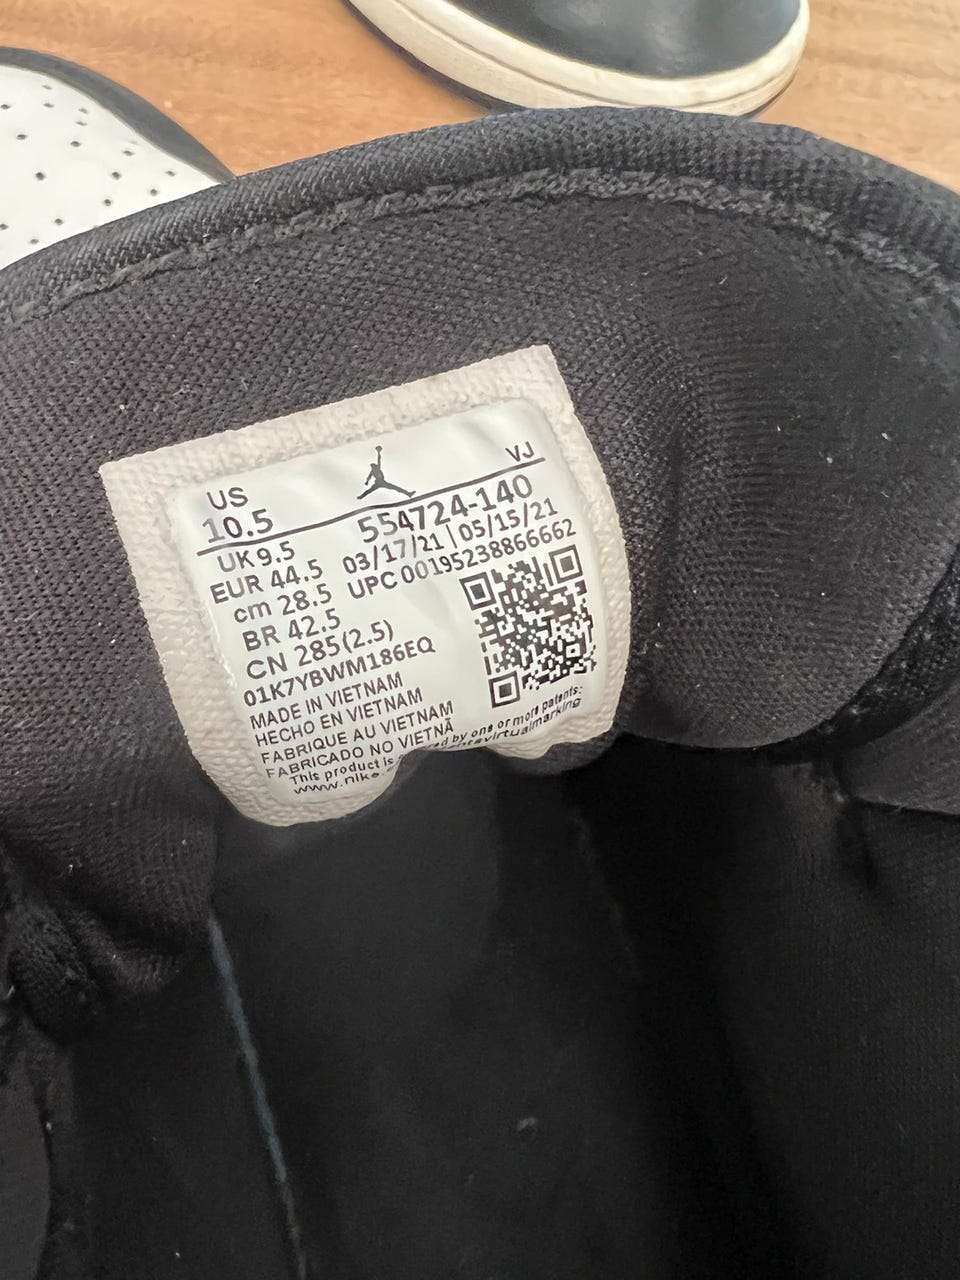 US
10.5
VJ
554724-140
03/17/21 | 05/15/21
UPC 00195238866662
UK 9.5
EUR 44.5
cm 28.5
BR 42.5
CN 285(2.5)
01K7YBWM186EQ
MADE IN VIETNAM
HECHO EN VIETNAM
FABRIQUE AU VIETNAM
FABRICADO NO VIETNÃ
This product is by one or more patents:
www.nike.